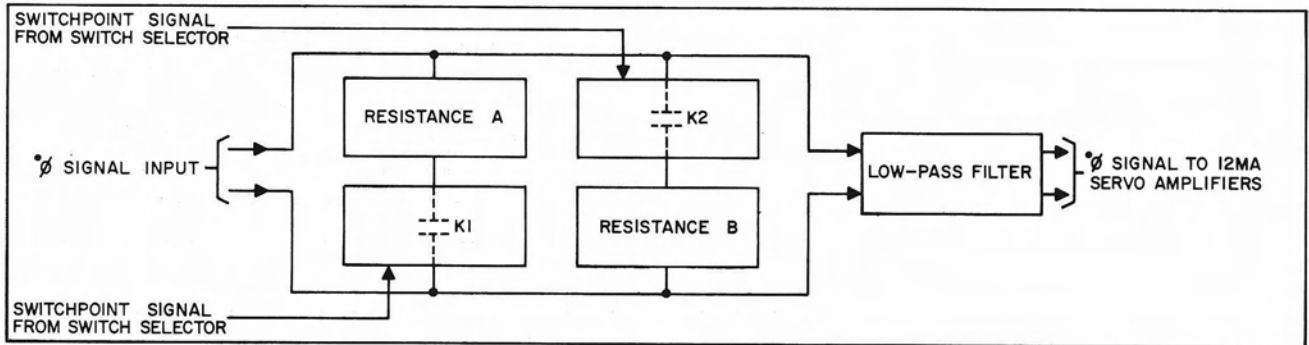 SWITCHPOINT SIGNAL
FROM SWITCH SELECTOR
RESISTANCE A
K2
•ø SIGNAL INPUT
LOW-PASS FILTER
•ø SIGNAL TO 12MA
SERVO AMPLIFIERS
K1
RESISTANCE B
SWITCHPOINT SIGNAL
FROM SWITCH SELECTOR